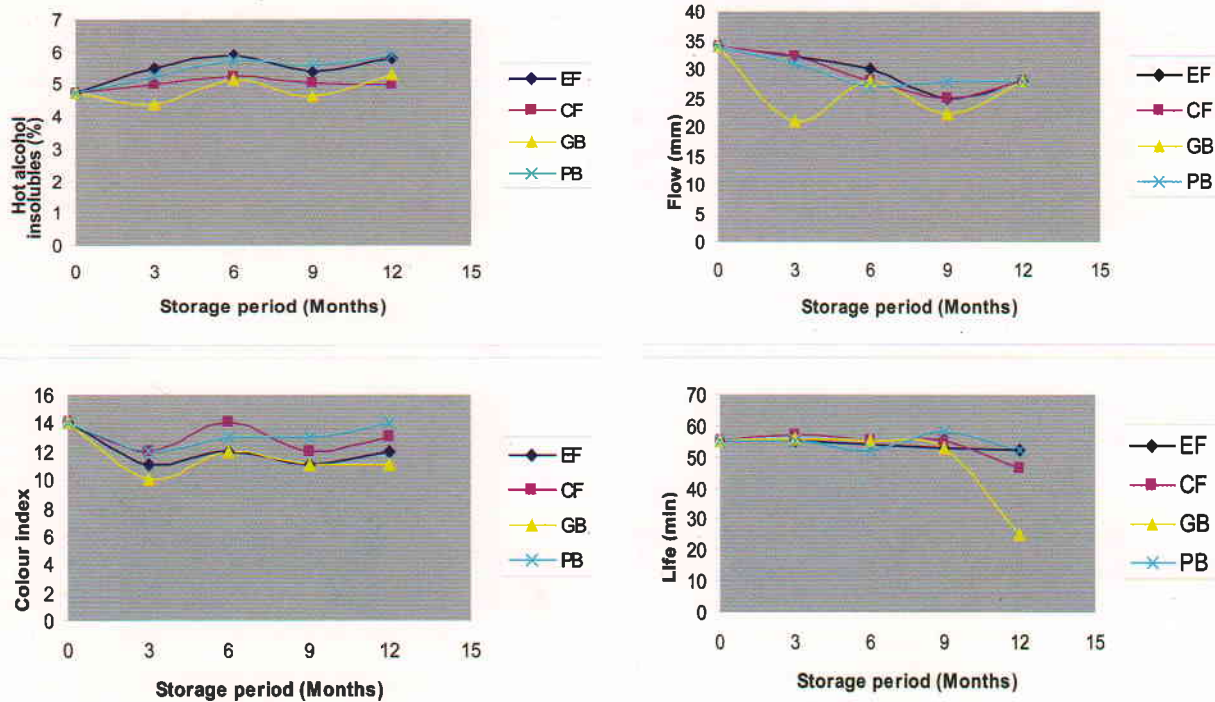 7
6
5
4
3
2
1
0
Hot alcohol
insolubles (%)
0 3 6 9 12 15
Storage period (Months)
EF
CF
GB
PB
40
35
30
25
20
15
10
5
0
Flow (mm)
0 3 6 9 12 15
Storage period (Months)
EF
CF
GB
PB
16
14
12
10
8
6
4
2
0
Colour index
0 3 6 9 12 15
Storage period (Months)
EF
CF
GB
PB
70
60
50
40
30
20
10
0
Life (min)
0 3 6 9 12 15
Storage period (Months)
EF
CF
GB
PB